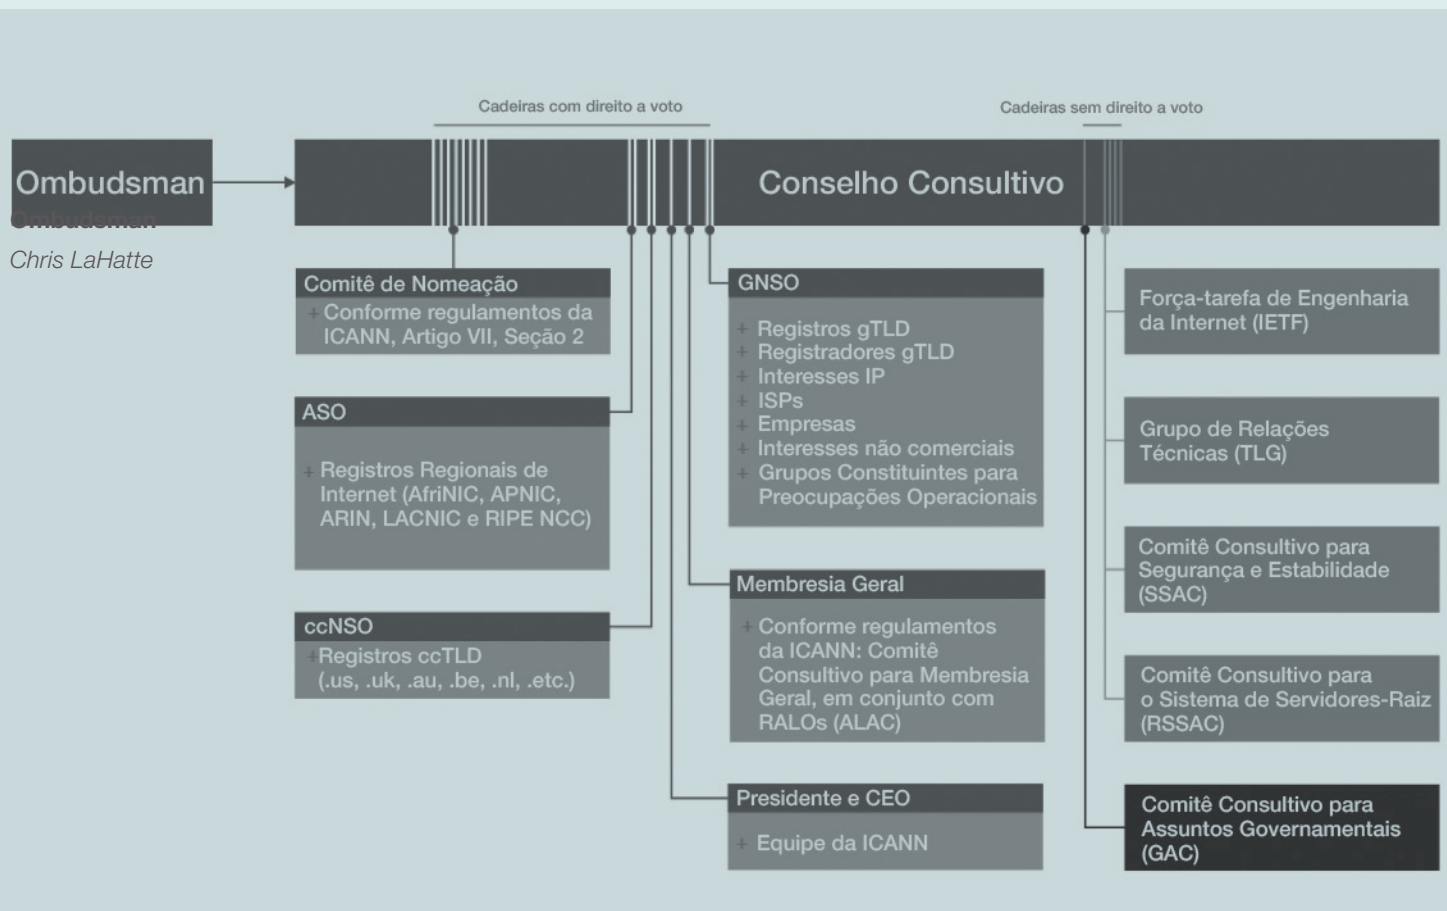 Cadeiras com direito a voto
Cadeiras sem direito a voto
Ombudsman
Conselho Consultivo
Ombudsman
Chris LaHatte
Comitê de Nomeação
+ Conforme regulamentos da
ICANN, Artigo VII, Seção 2
ASO
+ Registros Regionais de
Internet (AfriNIC, APNIC,
ARIN, LACNIC e RIPE NCC)
ccNSO
+Registros ccTLD
(.us, .uk, .au, .be, .nl, .etc.)
GNSO
+ Registros gTLD
+ Registradores gTLD
+ Interesses IP
+ ISPs
+ Empresas
+ Interesses não comerciais
+ Grupos Constituintes para
Preocupações Operacionais
Membresia Geral
+ Conforme regulamentos
da ICANN: Comitê
Consultivo para Membresia
Geral, em conjunto com
RALOs (ALAC)
Presidente e CEO
+ Equipe da ICANN
Força-tarefa de Engenharia
da Internet (IETF)
Grupo de Relações
Técnicas (TLG)
Comitê Consultivo para
Segurança e Estabilidade
(SSAC)
Comitê Consultivo para
o Sistema de Servidores-Raiz
(RSSAC)
Comitê Consultivo para
Assuntos Governamentais
(GAC)